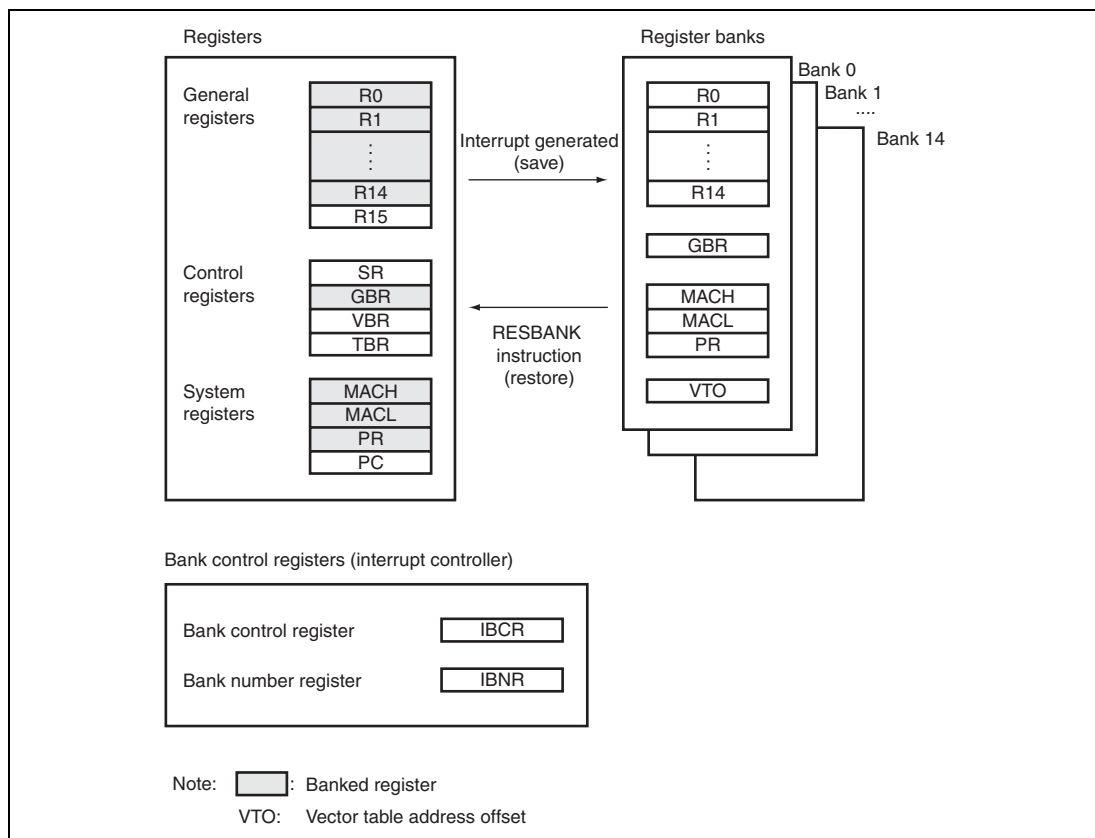 Registers
General
registers
R0
R1
R14
R15
Control
registers
SR
GBR
VBR
TBR
System
registers
MACH
MACL
PR
PC
Interrupt generated
(save)
RESBANK
instruction
(restore)
Register banks
Bank 0
Bank 1
....
Bank 14
R0
R1
R14
GBR
MACH
MACL
PR
VTO
Bank control registers (interrupt controller)
Bank control register IBCR
Bank number register IBNR
Note: : Banked register
VTO: Vector table address offset